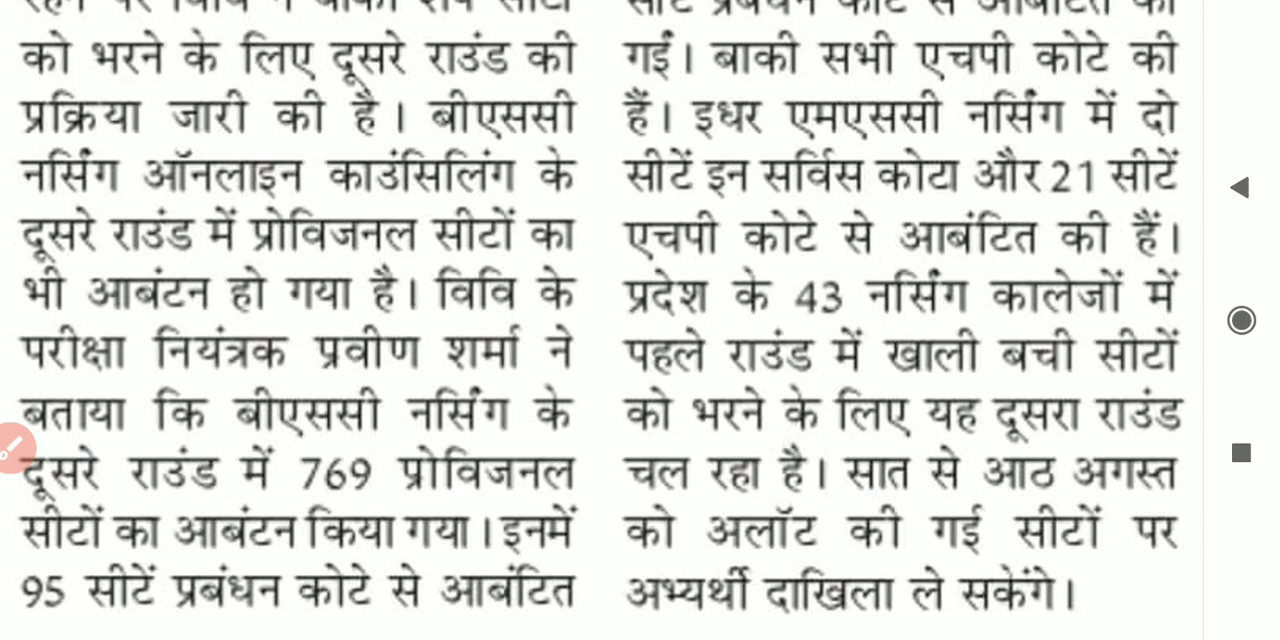 को भरने के लिए दूसरे राउंड की
प्रक्रिया जारी की है। बीएससी
नर्सिंग ऑनलाइन काउंसिलिंग के
दूसरे राउंड में प्रोविजनल सीटों का
भी आबंटन हो गया है। विवि के
परीक्षा नियंत्रक प्रवीण शर्मा ने
बताया कि बीएससी नर्सिंग के
दूसरे राउंड में 769 प्रोविजनल
सीटों का आबंटन किया गया। इनमें
95 सीटें प्रबंधन कोटे से आबंटित
गईं। बाकी सभी एचपी कोटे की
हैं। इधर एमएससी नर्सिंग में दो
सीटें इन सर्विस कोटा और 21 सीटें
एचपी कोटे से आबंटित की हैं।
प्रदेश के 43 नर्सिंग कालेजों में
पहले राउंड में खाली बची सीटों
को भरने के लिए यह दूसरा राउंड
चल रहा है। सात से आठ अगस्त
को अलॉट की गई सीटों पर
अभ्यर्थी दाखिला ले सकेंगे।